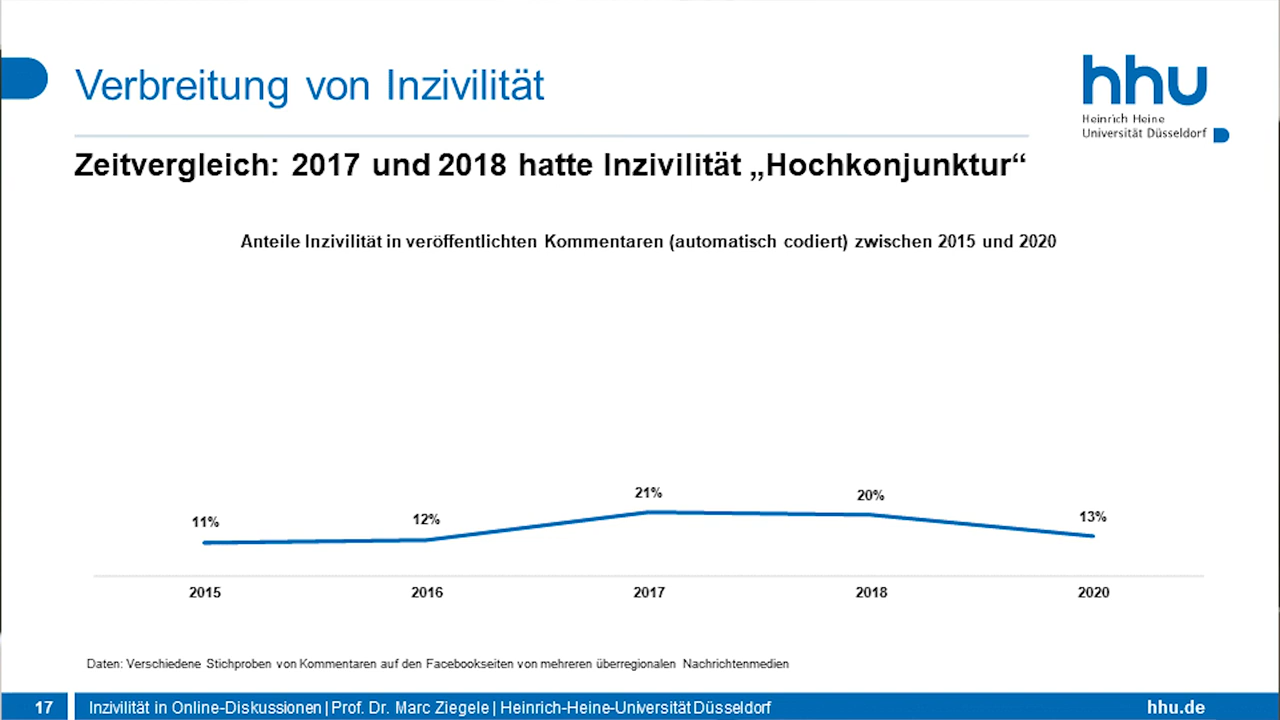 Verbreitung von Inzivilität
hhu
Heinrich Heine
Universität Düsseldorf
Zeitvergleich: 2017 und 2018 hatte Inzivilität „Hochkonjunktur“
Anteile Inzivilität in veröffentlichten Kommentaren (automatisch codiert) zwischen 2015 und 2020
11%
12%
21%
20%
13%
2015
2016
2017
2018
2020
Daten: Verschiedene Stichproben von Kommentaren auf den Facebookseiten von mehreren überregionalen Nachrichtenmedien
17
Inzivilität in Online-Diskussionen | Prof. Dr. Marc Ziegele | Heinrich-Heine-Universität Düsseldorf
hhu.de